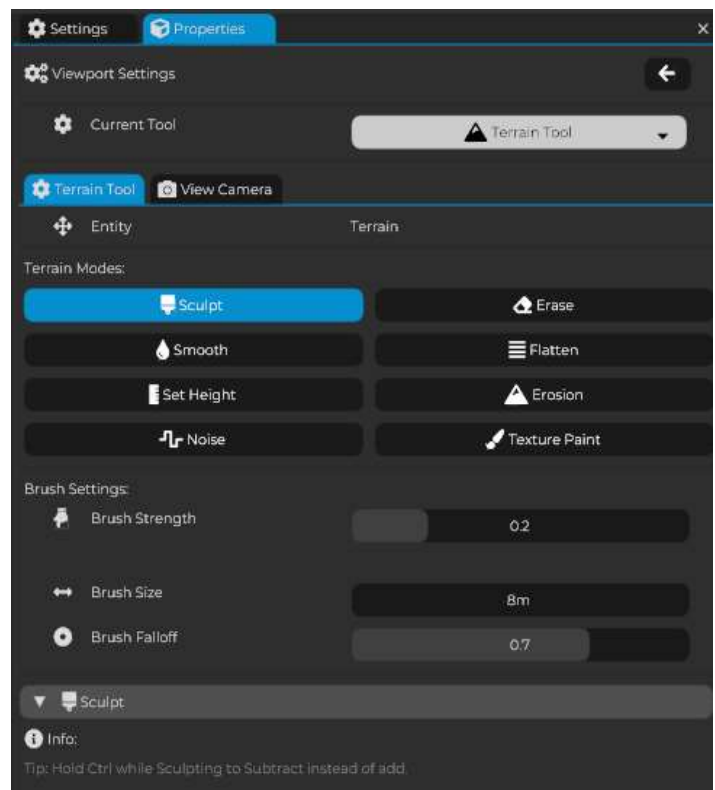 Settings Properties ×
Viewport Settings
Current Tool Terrain Tool
Terrain Tool View Camera
Entity Terrain
Terrain Modes:
Sculpt Erase
Smooth Flatten
Set Height Erosion
Noise Texture Paint
Brush Settings:
Brush Strength 0.2
Brush Size 8m
Brush Falloff 0.7
Sculpt
Info:
Tip: Hold Ctrl while Sculpting to Subtract instead of add.